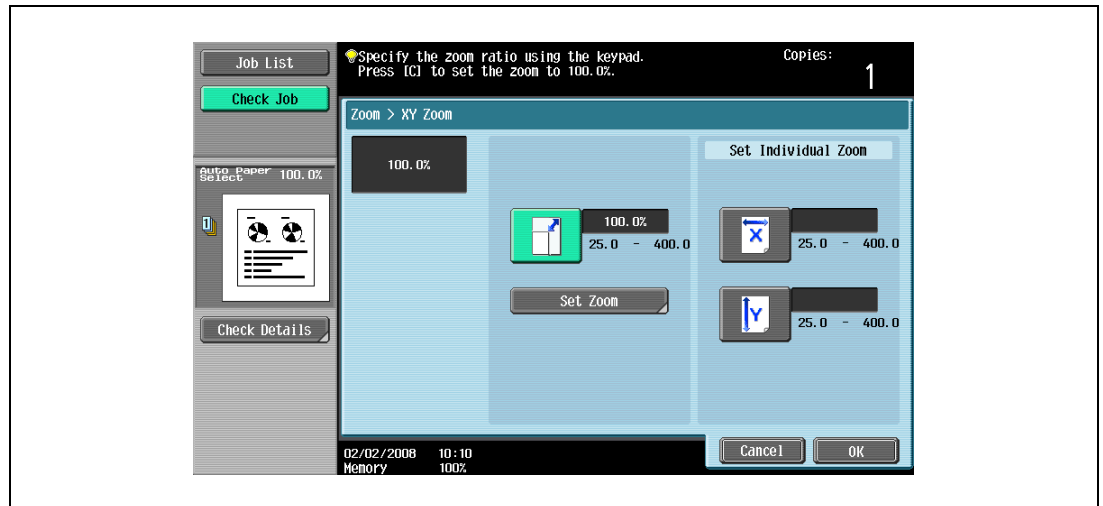 Job List
Check Job
Specify the zoom ratio using the keypad.
Press [C] to set the zoom to 100.0%.
Copies:
1
Zoom > XY Zoom
Auto Paper
Select
100.0%
1
Check Details
100.0%
100.0%
25.0 - 400.0
Set Zoom
Set Individual Zoom
X
25.0 - 400.0
Y
25.0 - 400.0
02/02/2008 10:10
Memory 100%
Cancel
OK